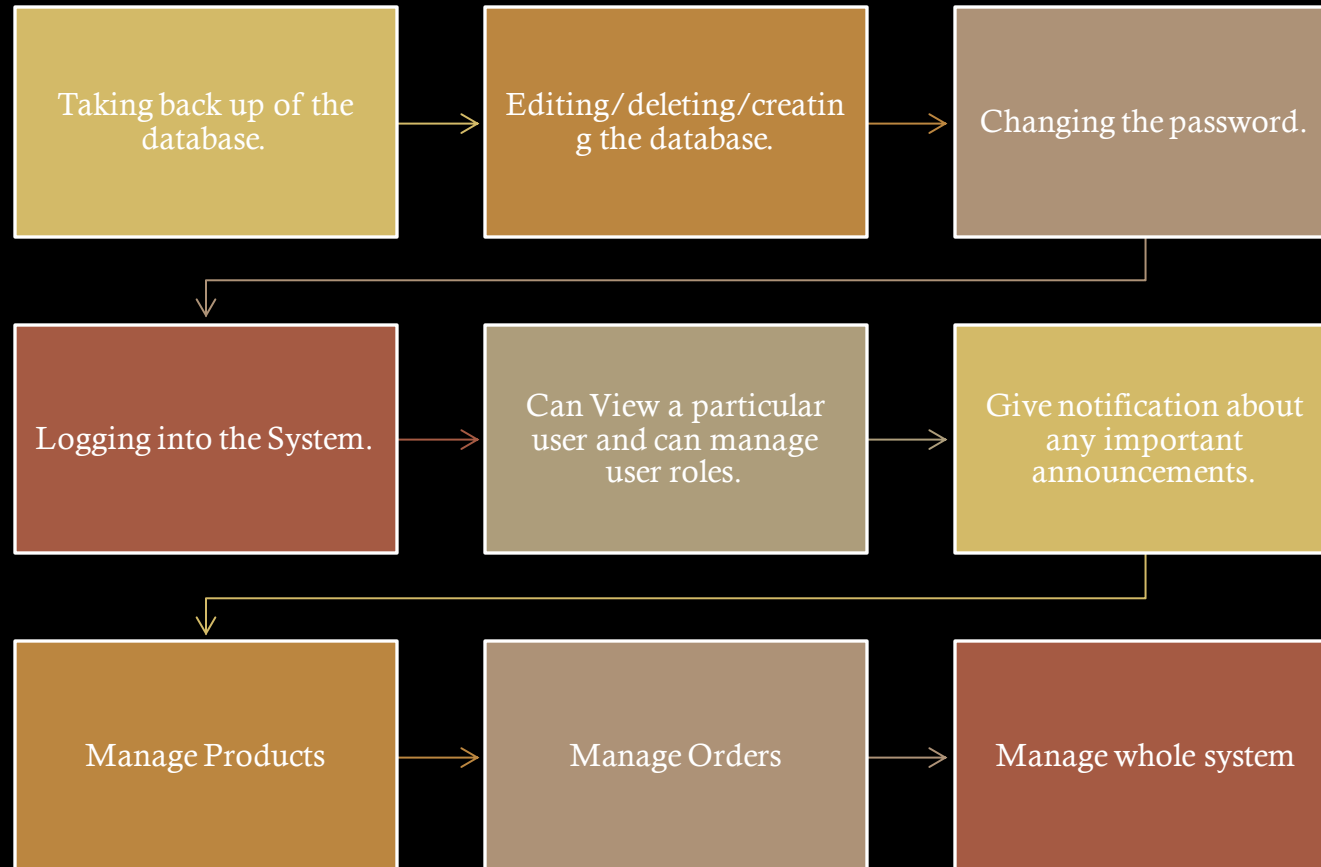 Taking back up of the
database.
Editing/deleting/creatin
g the database.
Changing the password.
Logging into the System.
Can View a particular
user and can manage
user roles.
Give notification about
any important
announcements.
Manage Products
Manage Orders
Manage whole system